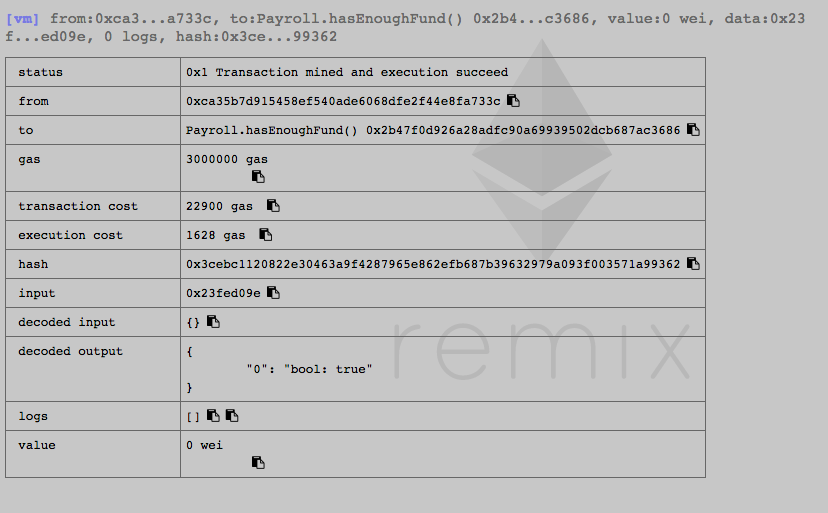 [vm] from:0xca3...a733c, to:Payroll.hasEnoughFund() 0x2b4...c3686, value:0 wei, data:0x23
f...ed09e, 0 logs, hash:0x3ce...99362
status 0x1 Transaction mined and execution succeed
from 0xca35b7d915458ef540ade6068dfe2f44e8fa733c
to Payroll.hasEnoughFund() 0x2b47f0d926a28adfc90a69939502dcb687ac3686
gas 3000000 gas
transaction cost 22900 gas
execution cost 1628 gas
hash 0x3cebc1120822e30463a9f4287965e862efb687b39632979a093f003571a99362
input 0x23fed09e
decoded input {}
decoded output {
"0": "bool: true"
}
logs []
value 0 wei
remix